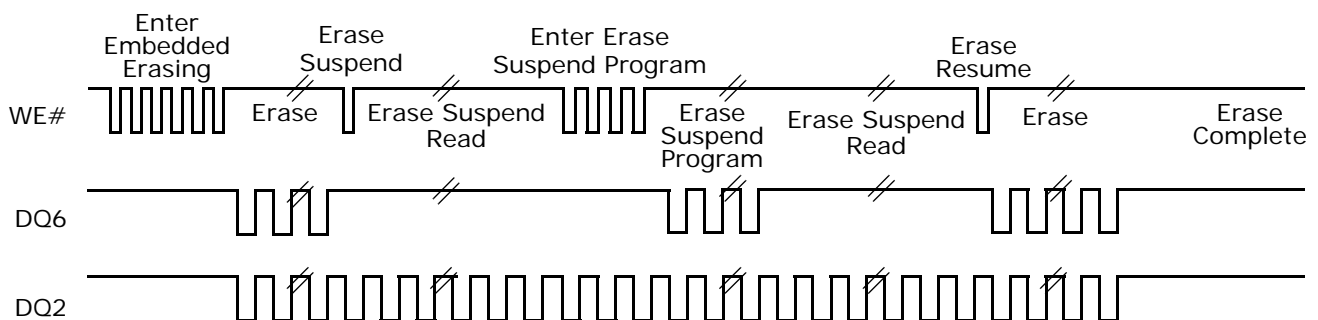 Enter
Embedded
Erasing
Erase
Suspend
Enter Erase
Suspend Program
Erase
Resume
WE#
Erase
Erase Suspend
Read
Erase
Suspend
Program
Erase Suspend
Read
Erase
Erase
Complete
DQ6
DQ2